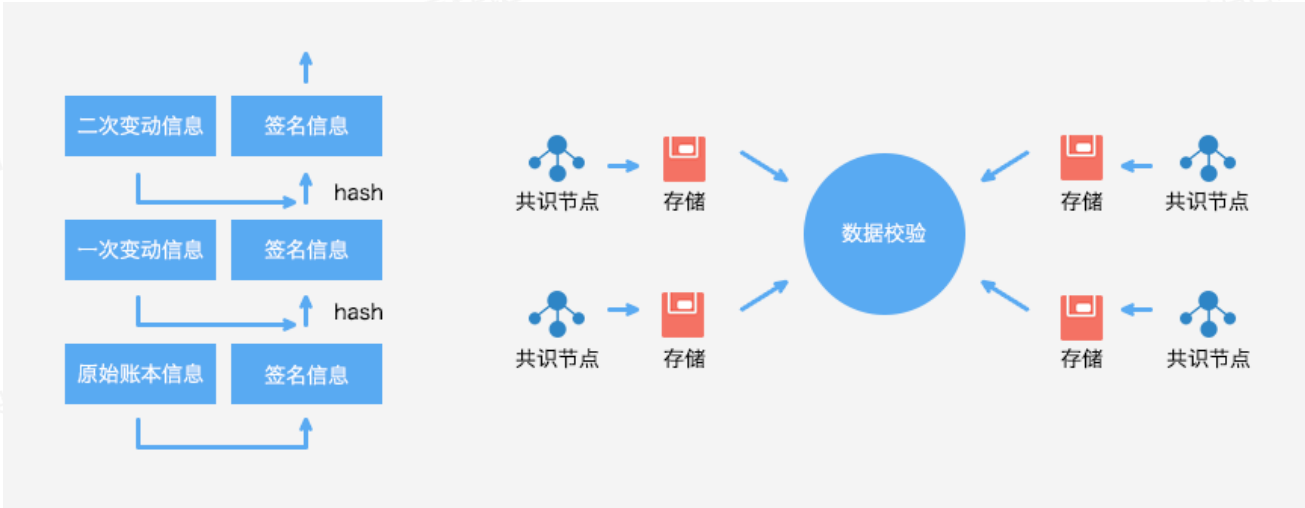 二次变动信息
签名信息
hash
一次变动信息
签名信息
hash
原始账本信息
签名信息
共识节点
存储
共识节点
存储
数据校验
存储
共识节点
存储
共识节点